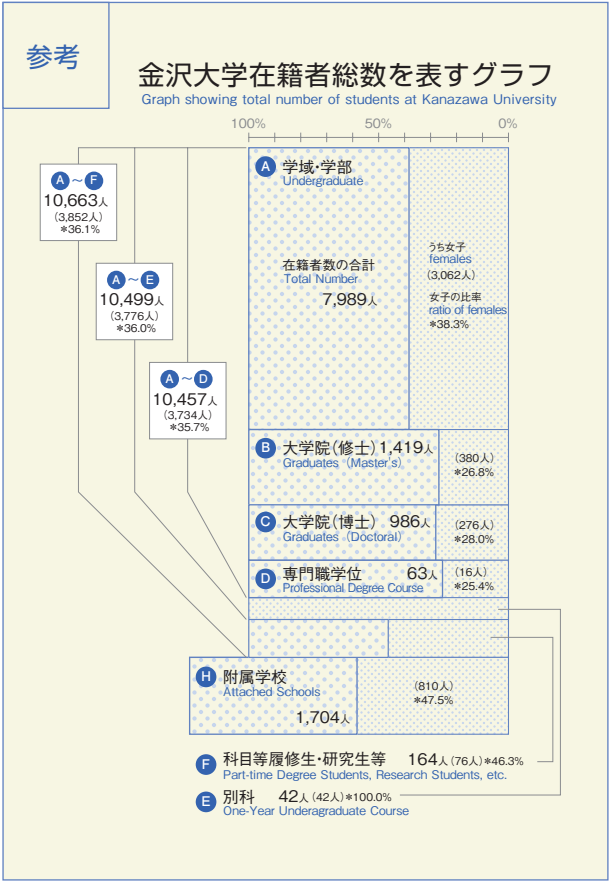 参考
金沢大学在籍者総数を表すグラフ
Graph showing total number of students at Kanazawa University
100% 50% 0%
A 学域・学部
Undergraduate
在籍者数の合計
Total Number
7,989人
うち女子
females
(3,062人)
女子の比率
ratio of females
*38.3%
A～F
10,663人
(3,852人)
*36.1%
A～E
10,499人
(3,776人)
*36.0%
A～D
10,457人
(3,734人)
*35.7%
B 大学院(修士) 1,419人
Graduates (Master's)
(380人)
*26.8%
C 大学院(博士) 986人
Graduates (Doctoral)
(276人)
*28.0%
D 専門職学位 63人
Professional Degree Course
(16人)
*25.4%
H 附属学校
Attached Schools
1,704人
(810人)
*47.5%
F 科目等履修生・研究生等 164人(76人)*46.3%
Part-time Degree Students, Research Students, etc.
E 別科 42人(42人)*100.0%
One-Year Underagraduate Course